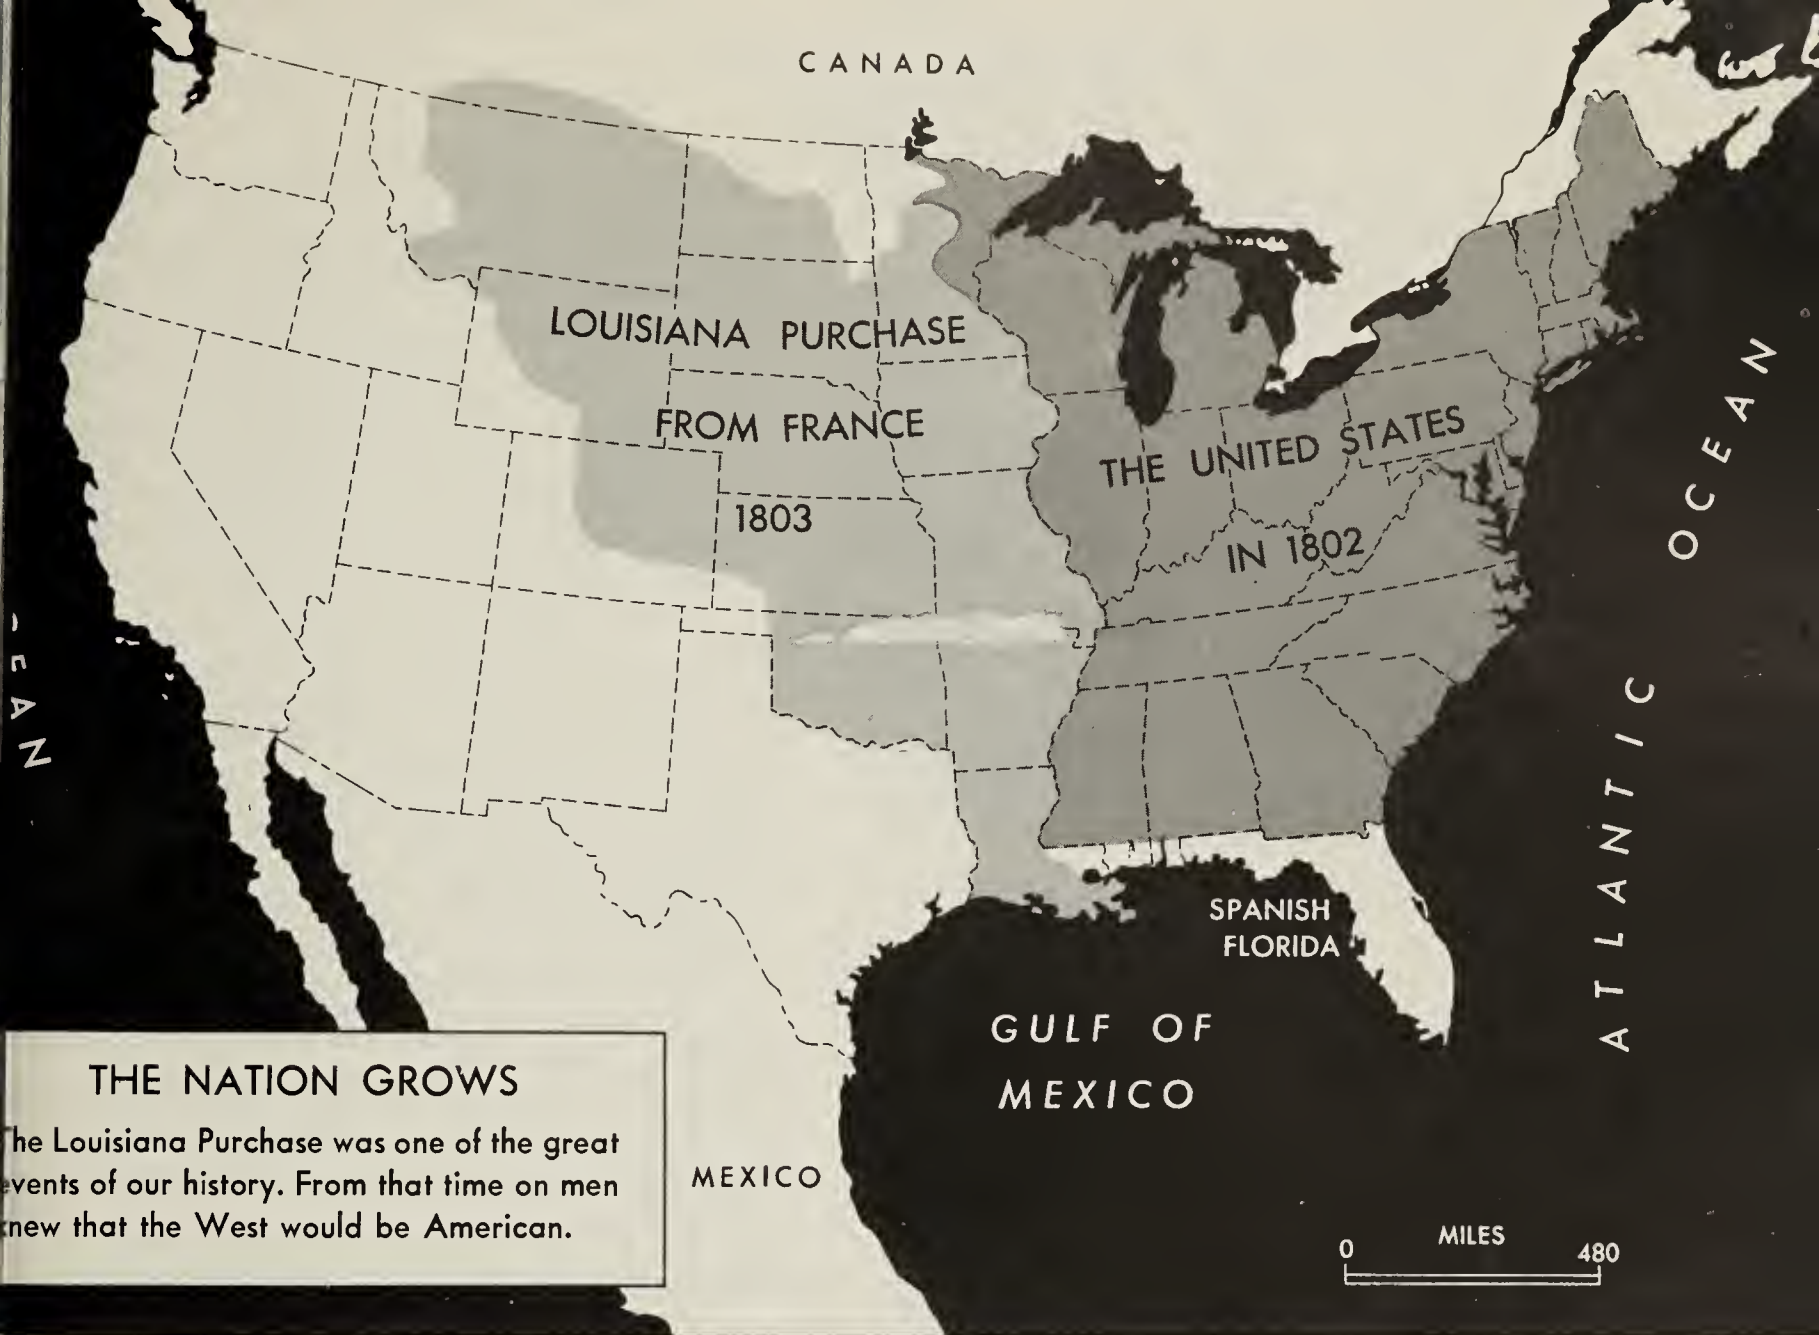 CANADA
LOUISIANA PURCHASE
FROM FRANCE
1803
THE UNITED STATES
IN 1802
ATLANTIC OCEAN
EAN
SPANISH
FLORIDA
GULF OF
MEXICO
MEXICO
THE NATION GROWS
he Louisiana Purchase was one of the great
vents of our history. From that time on men
new that the West would be American.
MILES
0 480